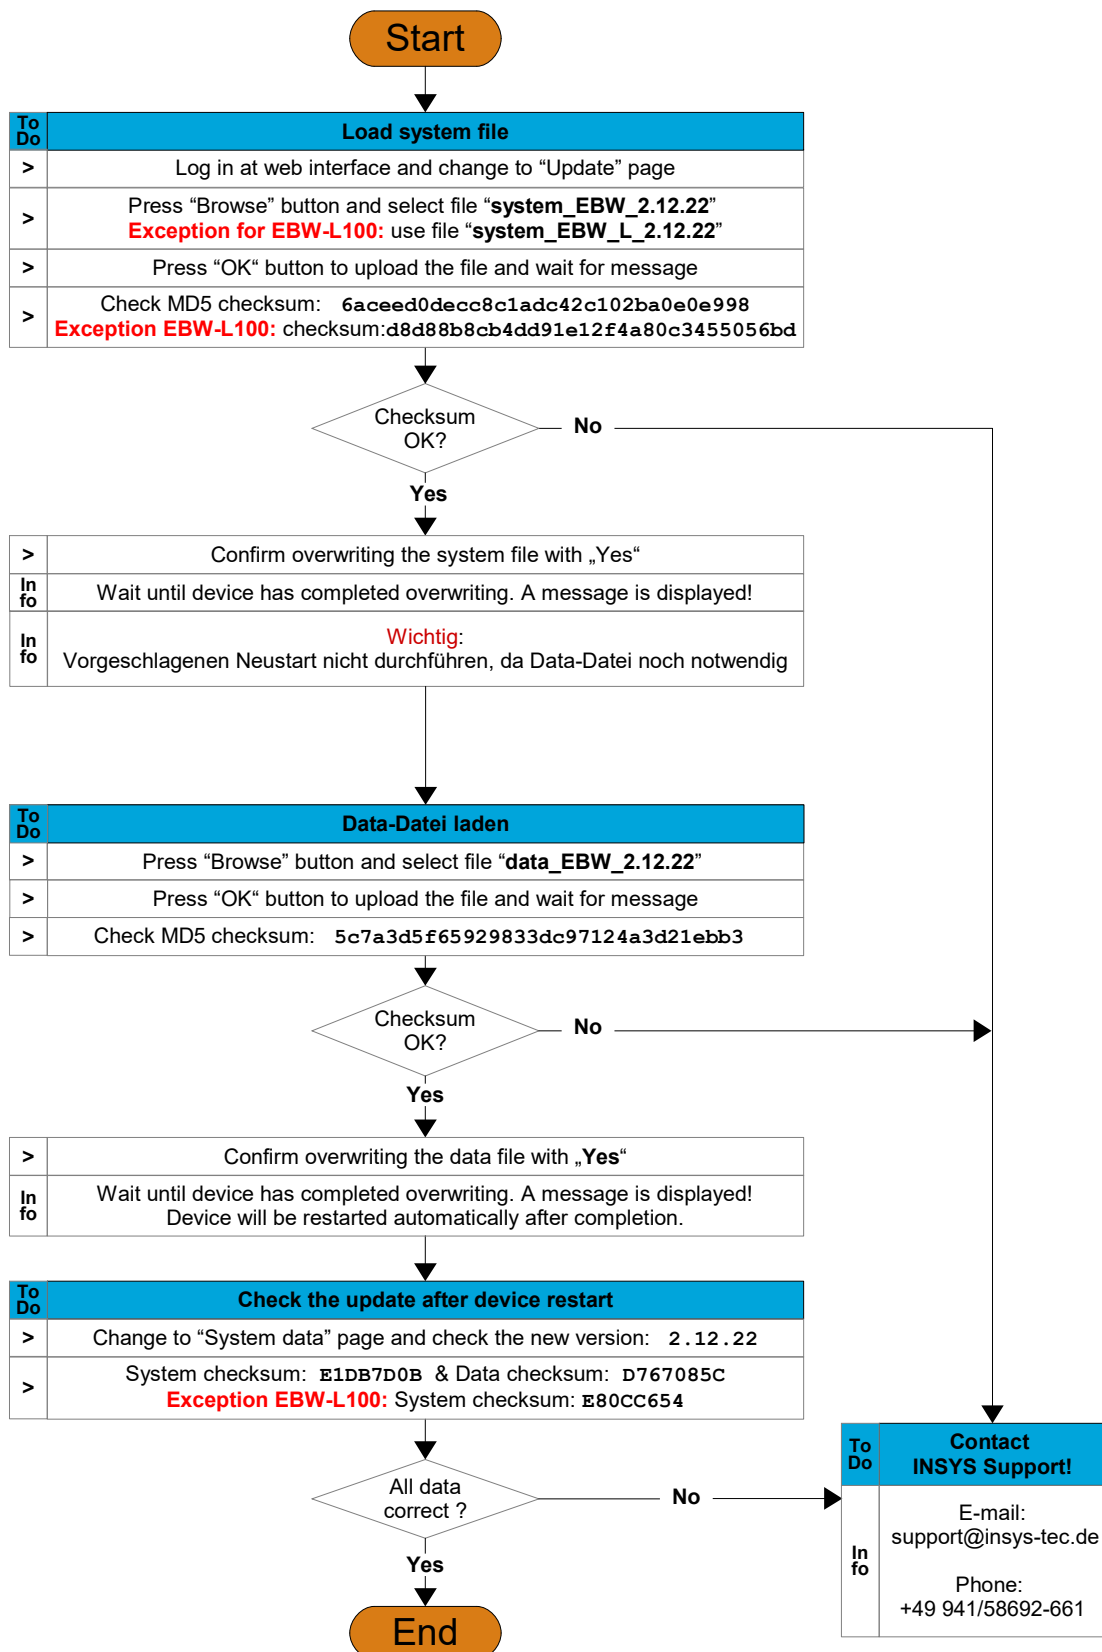 Start
To
Do
Load system file
>
Log in at web interface and change to “Update” page
>
Press “Browse” button and select file “system_EBW_2.12.22”
Exception for EBW-L100: use file “system_EBW_L_2.12.22”
>
Press “OK“ button to upload the file and wait for message
>
Check MD5 checksum: 6aceed0decc8c1adc42c102ba0e0e998
Exception EBW-L100: checksum:d8d88b8cb4dd91e12f4a80c3455056bd
Checksum
OK?
No
Yes
>
Confirm overwriting the system file with „Yes“
In
fo
Wait until device has completed overwriting. A message is displayed!
In
fo
Wichtig:
Vorgeschlagenen Neustart nicht durchführen, da Data-Datei noch notwendig
To
Do
Data-Datei laden
>
Press “Browse” button and select file “data_EBW_2.12.22”
>
Press “OK“ button to upload the file and wait for message
>
Check MD5 checksum: 5c7a3d5f65929833dc97124a3d21ebb3
Checksum
OK?
No
Yes
>
Confirm overwriting the data file with „Yes“
In
fo
Wait until device has completed overwriting. A message is displayed!
Device will be restarted automatically after completion.
To
Do
Check the update after device restart
>
Change to “System data” page and check the new version: 2.12.22
>
System checksum: E1DB7D0B & Data checksum: D767085C
Exception EBW-L100: System checksum: E80CC654
All data
correct ?
No
Yes
End
To
Do
Contact
INSYS Support!
In
fo
E-mail:
support@insys-tec.de
Phone:
+49 941/58692-661